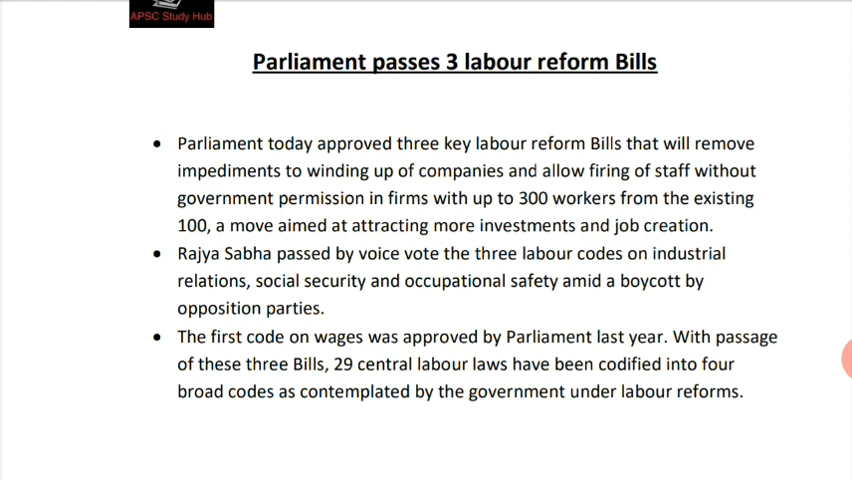 APSC Study Hub
Parliament passes 3 labour reform Bills
• Parliament today approved three key labour reform Bills that will remove
impediments to winding up of companies and allow firing of staff without
government permission in firms with up to 300 workers from the existing
100, a move aimed at attracting more investments and job creation.
• Rajya Sabha passed by voice vote the three labour codes on industrial
relations, social security and occupational safety amid a boycott by
opposition parties.
• The first code on wages was approved by Parliament last year. With passage
of these three Bills, 29 central labour laws have been codified into four
broad codes as contemplated by the government under labour reforms.